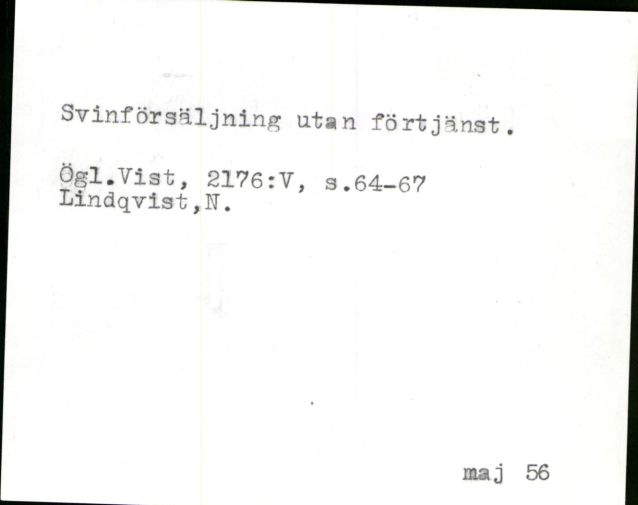 Svinförsäljning utan förtjänst.
Ögl.Vist, 2176:V, s.64-67
Lindqvist,N.
maj 56